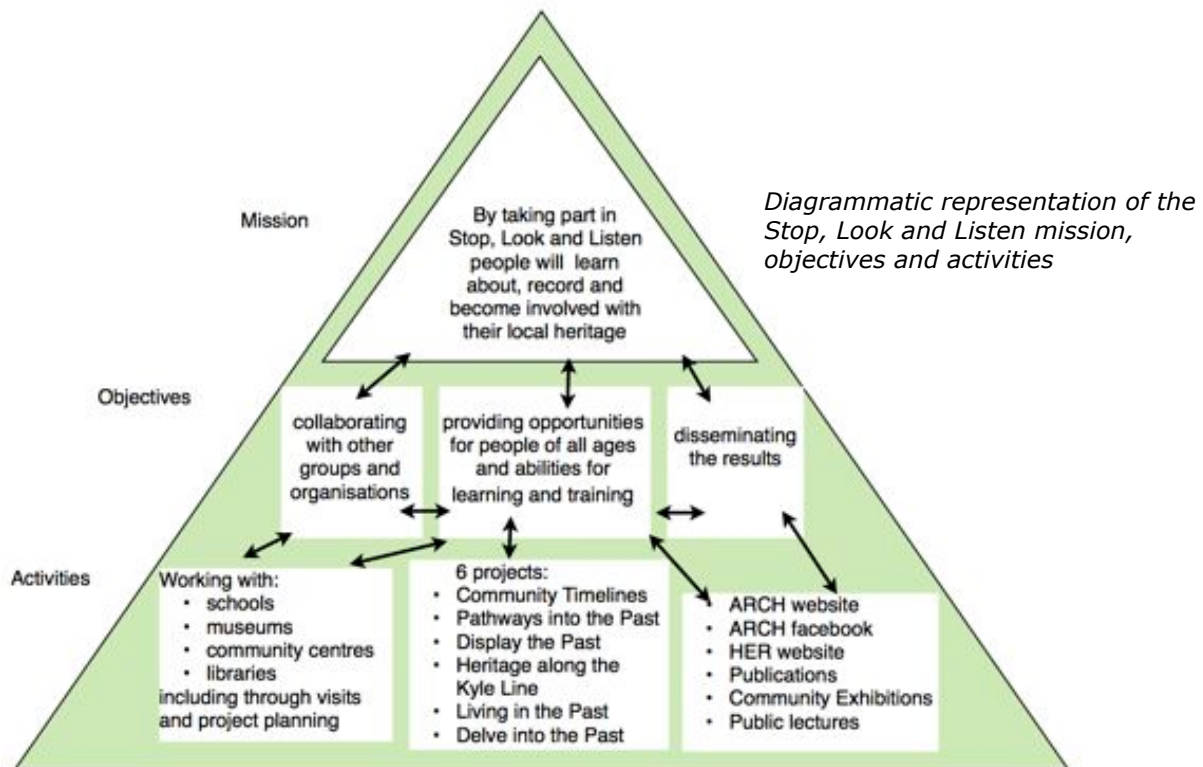 Mission
By taking part in
Stop, Look and Listen
people will learn
about, record and
become involved with
their local heritage
Diagrammatic representation of the
Stop, Look and Listen mission,
objectives and activities
Objectives
collaborating
with other
groups and
organisations
providing opportunities
for people of all ages
and abilities for
learning and training
disseminating
the results
Activities
Working with:
• schools
• museums
• community centres
• libraries
including through visits
and project planning
6 projects:
• Community Timelines
• Pathways into the Past
• Display the Past
• Heritage along the
Kyle Line
• Living in the Past
• Delve into the Past
• ARCH website
• ARCH facebook
• HER website
• Publications
• Community Exhibitions
• Public lectures